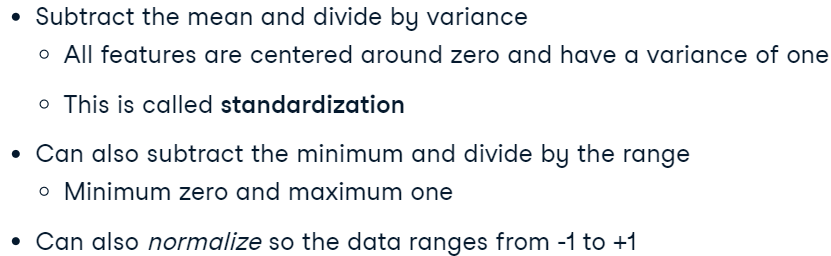 • Subtract the mean and divide by variance
○ All features are centered around zero and have a variance of one
○ This is called standardization
• Can also subtract the minimum and divide by the range
○ Minimum zero and maximum one
• Can also normalize so the data ranges from -1 to +1